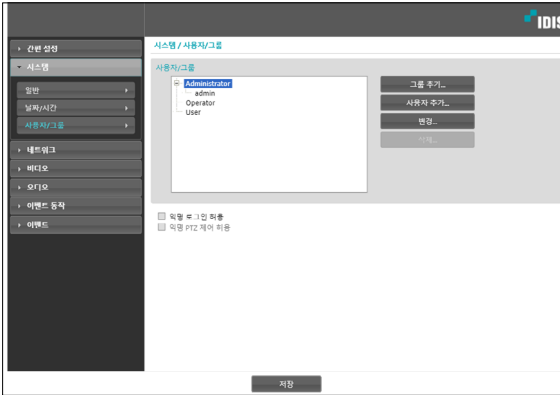 IDIS
간편 설정
시스템
일반
날짜/시간
사용자/그룹
네트워크
비디오
오디오
이벤트 동작
이벤트
시스템 / 사용자/그룹
사용자/그룹
Administrator
admin
Operator
User
그룹 추가...
사용자 추가...
변경...
삭제...
익명 로그인 허용
익명 PTZ 제어 허용
저장